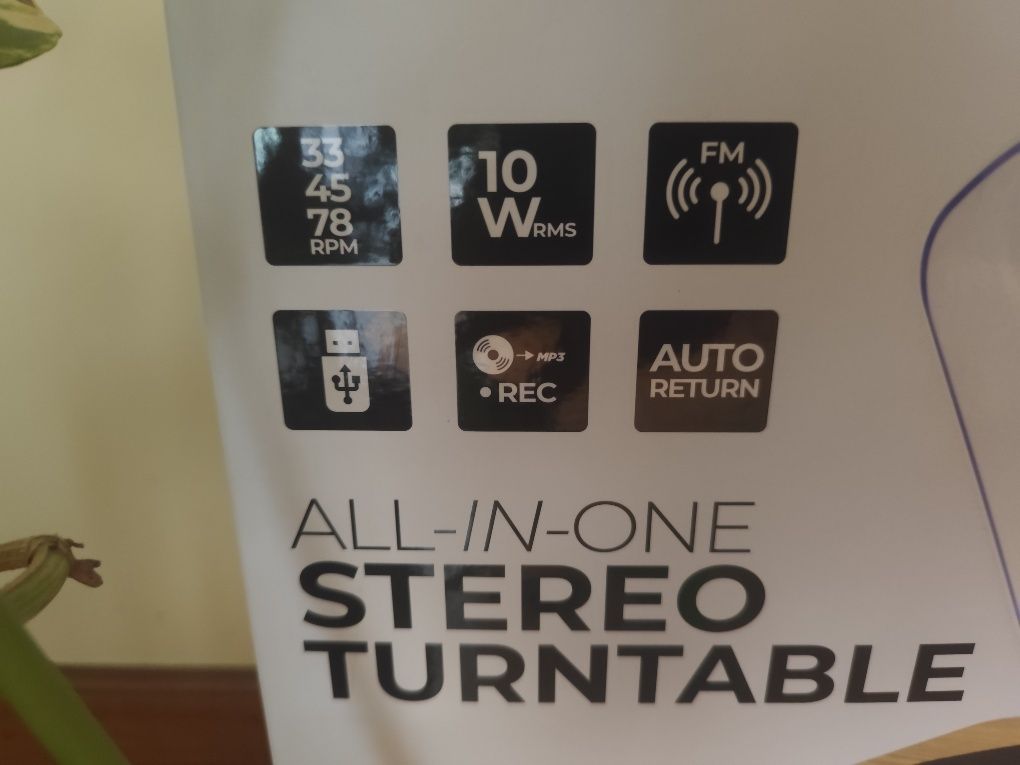 33
45
78
RPM
10
WRMS
FM
MP3
• REC
AUTO
RETURN
ALL-IN-ONE
STEREO
TURNTABLE